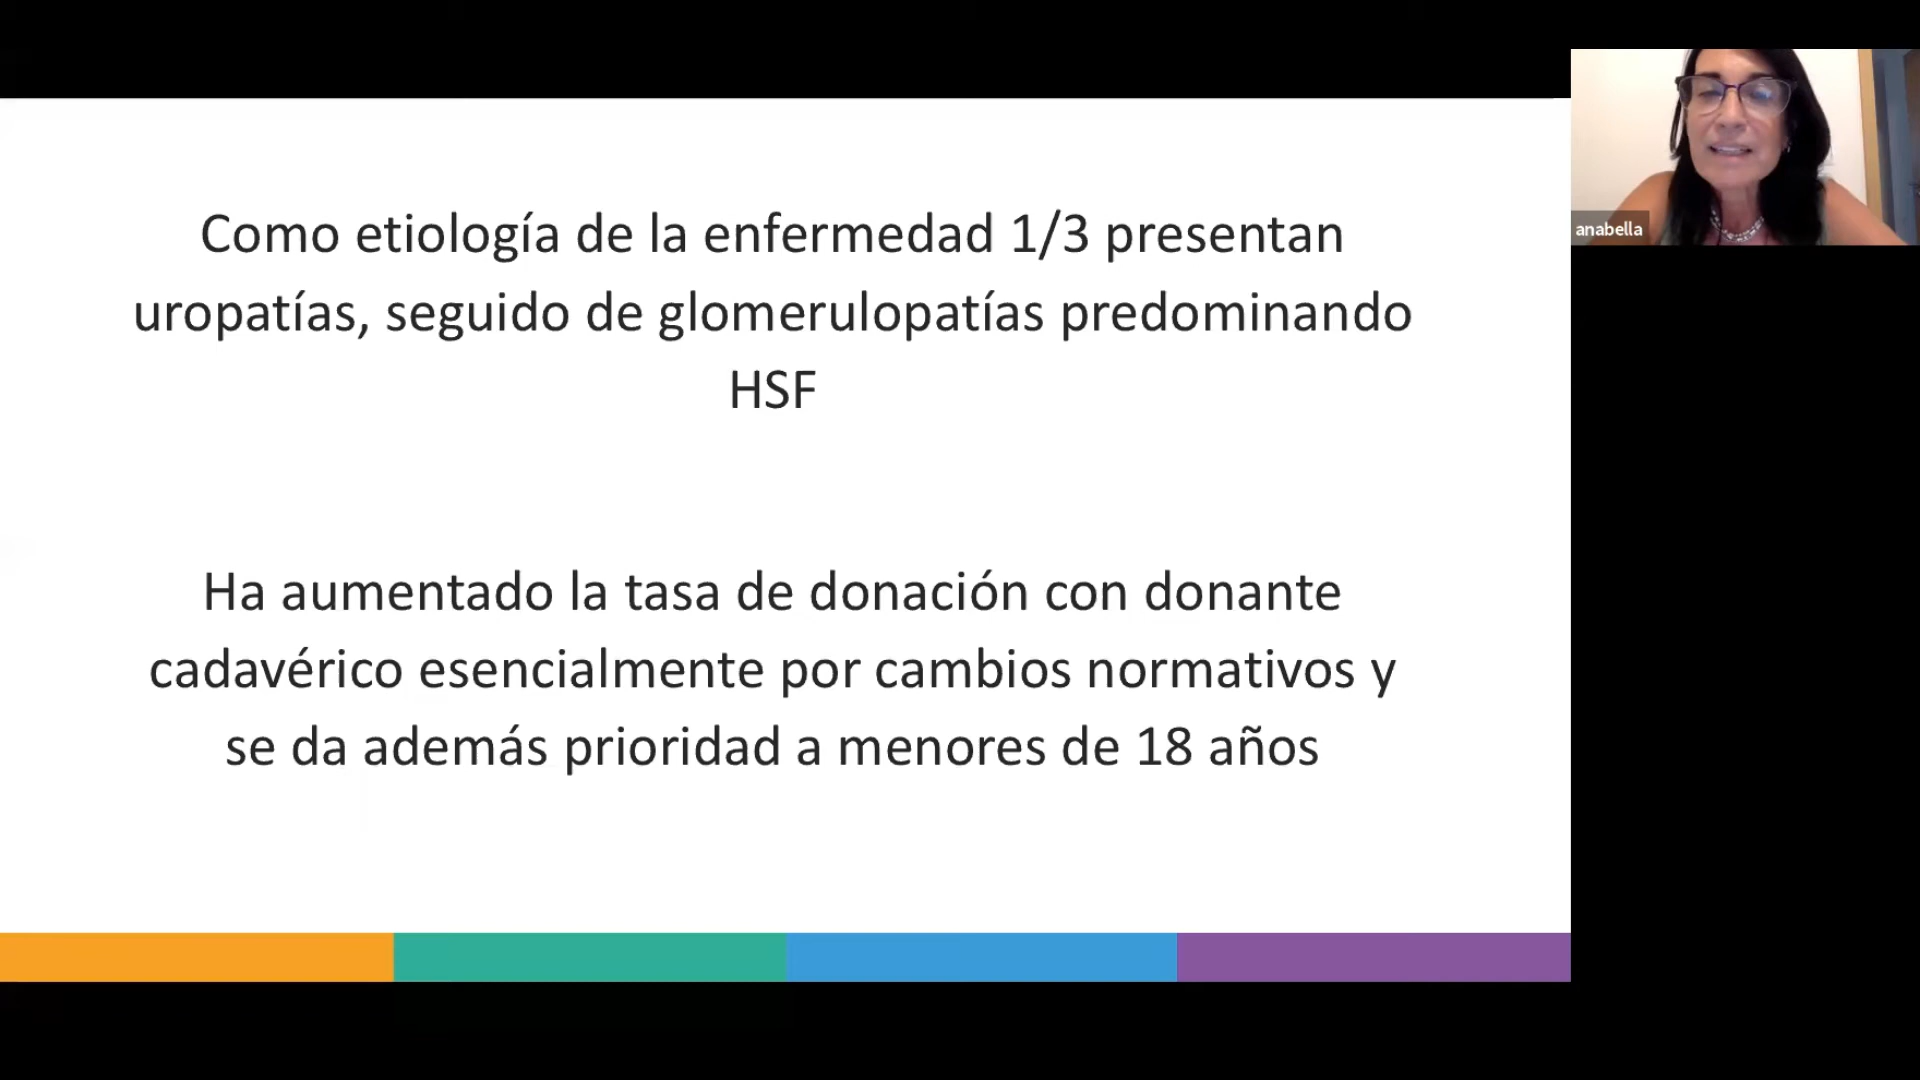 Como etiología de la enfermedad 1/3 presentan
uropatías, seguido de glomerulopatías predominando
HSF
Ha aumentado la tasa de donación con donante
cadavérico esencialmente por cambios normativos y
se da además prioridad a menores de 18 años
anabella